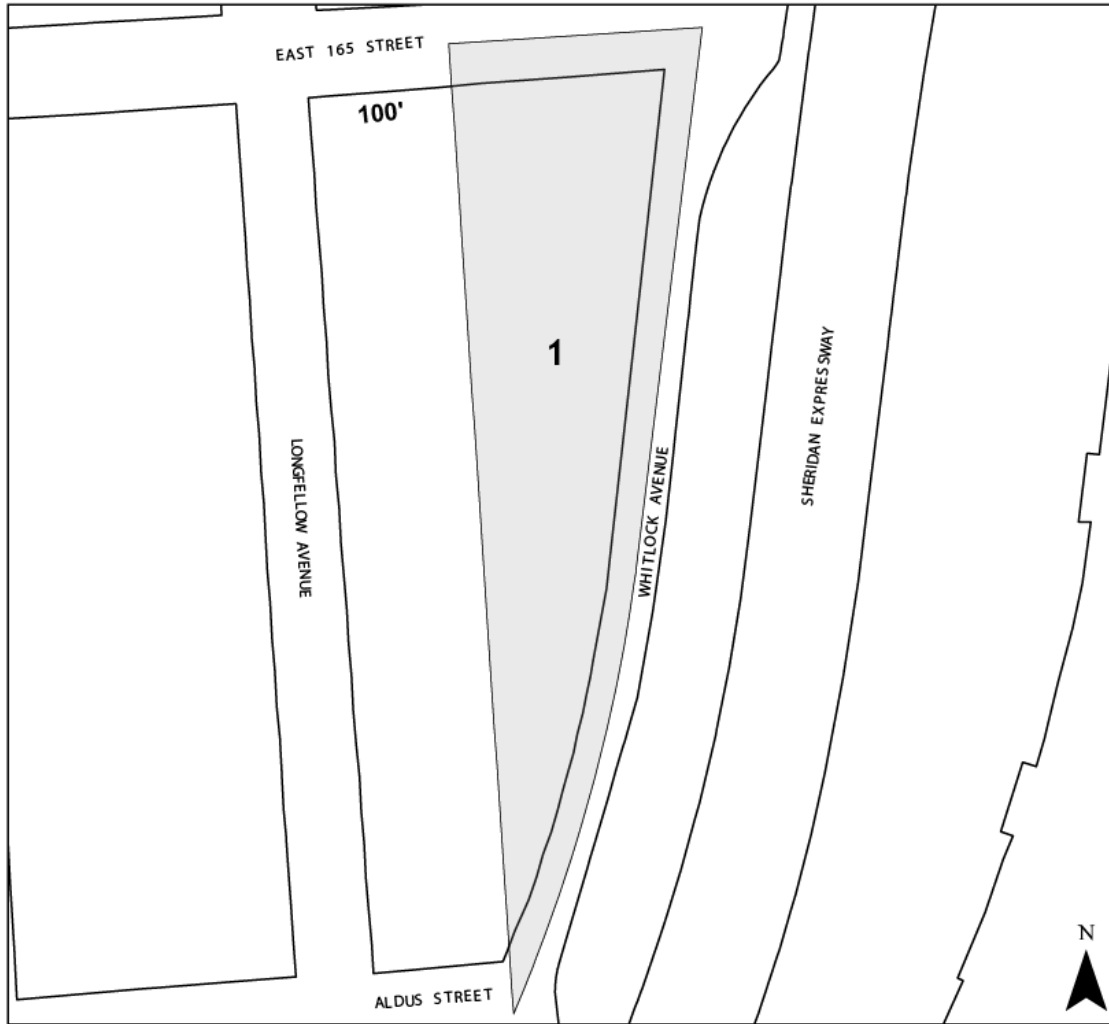 EAST 165 STREET
100'
1
LONGFELLOW AVENUE
WHITLOCK AVENUE
SHERIDAN EXPRESSWAY
ALDUS STREET
N